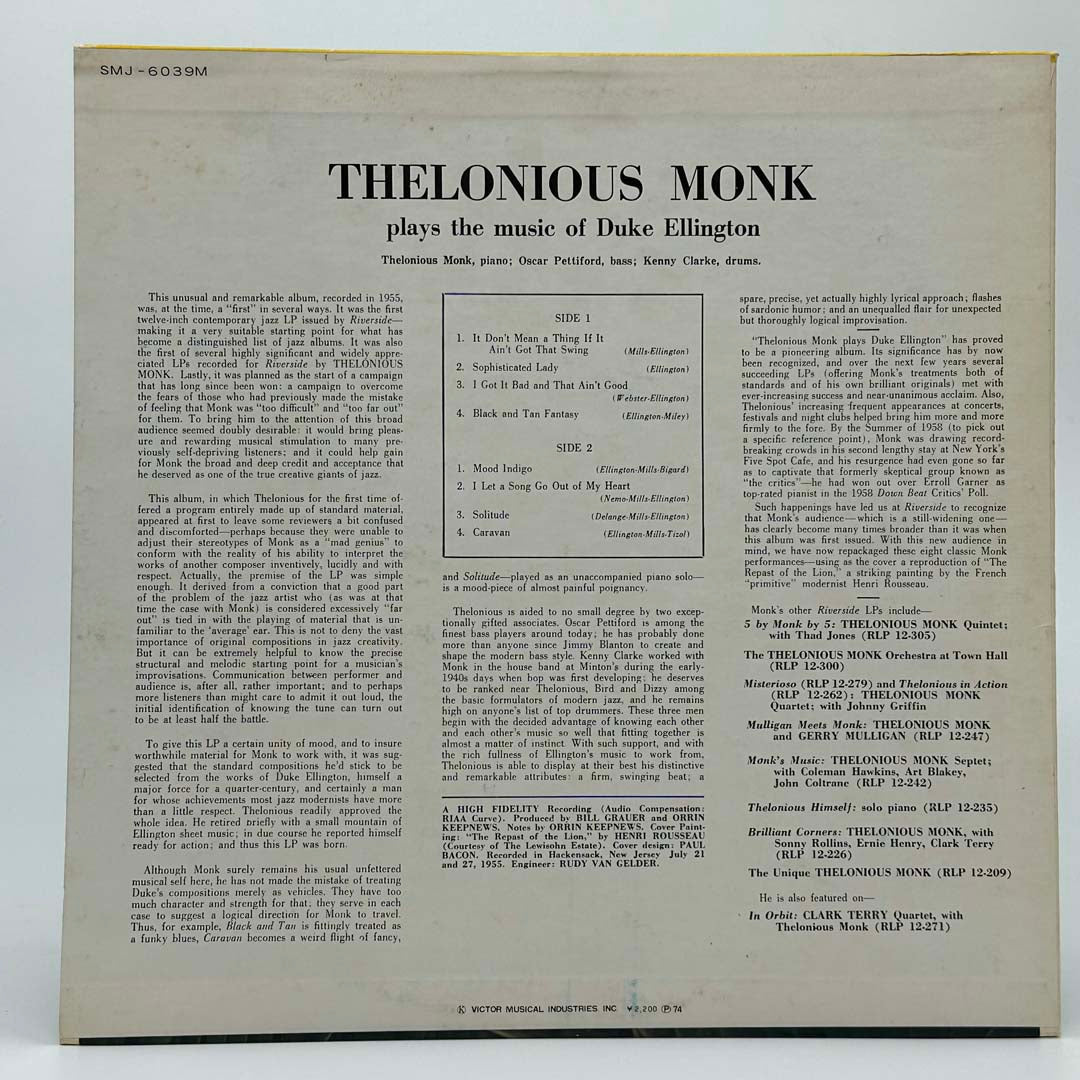 SMJ-6039M
THELONIOUS MONK
plays the music of Duke Ellington
Thelonious Monk, piano; Oscar Pettiford, bass; Kenny Clarke, drums.
This unusual and remarkable album, recorded in 1955,
was, at the time, a "first" in several ways. It was the first
twelve-inch contemporary jazz LP issued by Riverside—
making it a very suitable starting point for what has
become a distinguished list of jazz albums. It was also
the first of several highly significant and widely appre-
ciated LPs recorded for Riverside by THELONIOUS
MONK. Lastly, it was planned as the start of a campaign
that has long since been won: a campaign to overcome
the fears of those who had previously made the mistake
of feeling that Monk was "too difficult" and "too far out"
for them. To bring him to the attention of this broad
audience seemed doubly desirable: it would bring pleas-
ure and rewarding musical stimulation to many pre-
viously self-depriving listeners; and it could help gain
for Monk the broad and deep credit and acceptance that
he deserved as one of the true creative giants of jazz.
This album, in which Thelonious for the first time of-
fered a program entirely made up of standard material,
appeared at first to leave some reviewers a bit confused
and discomforted—perhaps because they were unable to
adjust their stereotypes of Monk as a "mad genius" to
conform with the reality of his ability to interpret the
works of another composer inventively, lucidly and with
respect. Actually, the premise of the LP was simple
enough. It derived from a conviction that a good part
of the problem of the jazz artist who (as was at that
time the case with Monk) is considered excessively "far
out" is tied in with the playing of material that is un-
familiar to the 'average' ear. This is not to deny the vast
importance of original compositions in jazz creativity.
But it can be extremely helpful to know the precise
structural and melodic starting point for a musician's
improvisations. Communication between performer and
audience is, after all, rather important; and to perhaps
more listeners than might care to admit it out loud, the
initial identification of knowing the tune can turn out
to be at least half the battle.
To give this LP a certain unity of mood, and to insure
worthwhile material for Monk to work with, it was sug-
gested that the standard compositions he'd stick to be
selected from the works of Duke Ellington, himself a
major force for a quarter-century, and certainly a man
for whose achievements most jazz modernists have more
than a little respect. Thelonious readily approved the
whole idea. He retired briefly with a small mountain of
Ellington sheet music; in due course he reported himself
ready for action; and thus this LP was born.
Although Monk surely remains his usual unfettered
musical self here, he has not made the mistake of treating
Duke's compositions merely as vehicles. They have too
much character and strength for that; they serve in each
case to suggest a logical direction for Monk to travel.
Thus, for example, Black and Tan is fittingly treated as
a funky blues, Caravan becomes a weird flight of fancy,
SIDE 1
1. It Don't Mean a Thing If It
Ain't Got That Swing (Mills-Ellington)
2. Sophisticated Lady (Ellington)
3. I Got It Bad and That Ain't Good
(Webster-Ellington)
4. Black and Tan Fantasy (Ellington-Miley)
SIDE 2
1. Mood Indigo (Ellington-Mills-Bigard)
2. I Let a Song Go Out of My Heart
(Nemo-Mills-Ellington)
3. Solitude (Delange-Mills-Ellington)
4. Caravan (Ellington-Mills-Tizol)
and Solitude—played as an unaccompanied piano solo—
is a mood-piece of almost painful poignancy.
Thelonious is aided to no small degree by two excep-
tionally gifted associates. Oscar Pettiford is among the
finest bass players around today; he has probably done
more than anyone since Jimmy Blanton to create and
shape the modern bass style. Kenny Clarke worked with
Monk in the house band at Minton's during the early-
1940s days when bop was first developing; he deserves
to be ranked near Thelonious, Bird and Dizzy among
the basic formulators of modern jazz, and he remains
high on anyone's list of top drummers. These three men
begin with the decided advantage of knowing each other
and each other's music so well that fitting together is
almost a matter of instinct. With such support, and with
the rich fullness of Ellington's music to work from,
Thelonious is able to display at their best his distinctive
and remarkable attributes: a firm, swinging beat; a
A HIGH FIDELITY Recording (Audio Compensation:
RIAA Curve). Produced by BILL GRAUER and ORRIN
KEEPNEWS. Notes by ORRIN KEEPNEWS. Cover Paint-
ing: "The Repast of the Lion," by HENRI ROUSSEAU
(Courtesy of The Lewisohn Estate). Cover design: PAUL
BACON. Recorded in Hackensack, New Jersey July 21
and 27, 1955. Engineer: RUDY VAN GELDER.
spare, precise, yet actually highly lyrical approach; flashes
of sardonic humor; and an unequalled flair for unexpected
but thoroughly logical improvisation.
"Thelonious Monk plays Duke Ellington" has proved
to be a pioneering album. Its significance has by now
been recognized, and over the next few years several
succeeding LPs (offering Monk's treatments both of
standards and of his own brilliant originals) met with
ever-increasing success and near-unanimous acclaim. Also,
Thelonious' increasing frequent appearances at concerts,
festivals and night clubs helped bring him more and more
firmly to the fore. By the Summer of 1958 (to pick out
a specific reference point), Monk was drawing record-
breaking crowds in his second lengthy stay at New York's
Five Spot Cafe, and his resurgence had even gone so far
as to captivate that formerly skeptical group known as
"the critics"—he had won out over Erroll Garner as
top-rated pianist in the 1958 Down Beat Critics' Poll.
Such happenings have led us at Riverside to recognize
that Monk's audience—which is a still-widening one—
has clearly become many times broader than it was when
this album was first issued. With this new audience in
mind, we have now repackaged these eight classic Monk
performances—using as the cover a reproduction of "The
Repast of the Lion," a striking painting by the French
"primitive" modernist Henri Rousseau.
Monk's other Riverside LPs include—
5 by Monk by 5: THELONIOUS MONK Quintet;
with Thad Jones (RLP 12-305)
The THELONIOUS MONK Orchestra at Town Hall
(RLP 12-300)
Misterioso (RLP 12-279) and Thelonious in Action
(RLP 12-262): THELONIOUS MONK
Quartet; with Johnny Griffin
Mulligan Meets Monk: THELONIOUS MONK
and GERRY MULLIGAN (RLP 12-247)
Monk's Music: THELONIOUS MONK Septet;
with Coleman Hawkins, Art Blakey,
John Coltrane (RLP 12-242)
Thelonious Himself: solo piano (RLP 12-235)
Brilliant Corners: THELONIOUS MONK, with
Sonny Rollins, Ernie Henry, Clark Terry
(RLP 12-226)
The Unique THELONIOUS MONK (RLP 12-209)
He is also featured on—
In Orbit: CLARK TERRY Quartet, with
Thelonious Monk (RLP 12-271)
Ⓚ VICTOR MUSICAL INDUSTRIES, INC ¥2,200 Ⓟ74